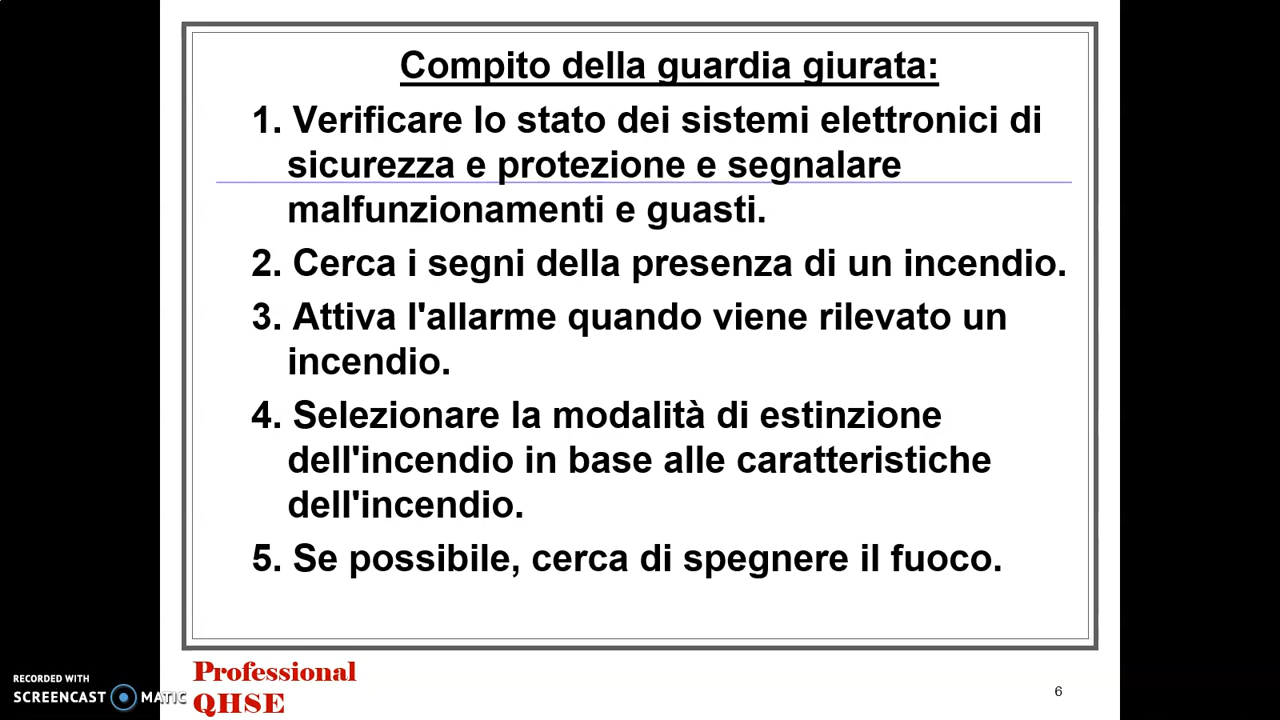 Compito della guardia giurata:
1. Verificare lo stato dei sistemi elettronici di
sicurezza e protezione e segnalare
malfunzionamenti e guasti.
2. Cerca i segni della presenza di un incendio.
3. Attiva l'allarme quando viene rilevato un
incendio.
4. Selezionare la modalità di estinzione
dell'incendio in base alle caratteristiche
dell'incendio.
5. Se possibile, cerca di spegnere il fuoco.
Professional
QHSE
6
RECORDED WITH
SCREENCAST MATIC